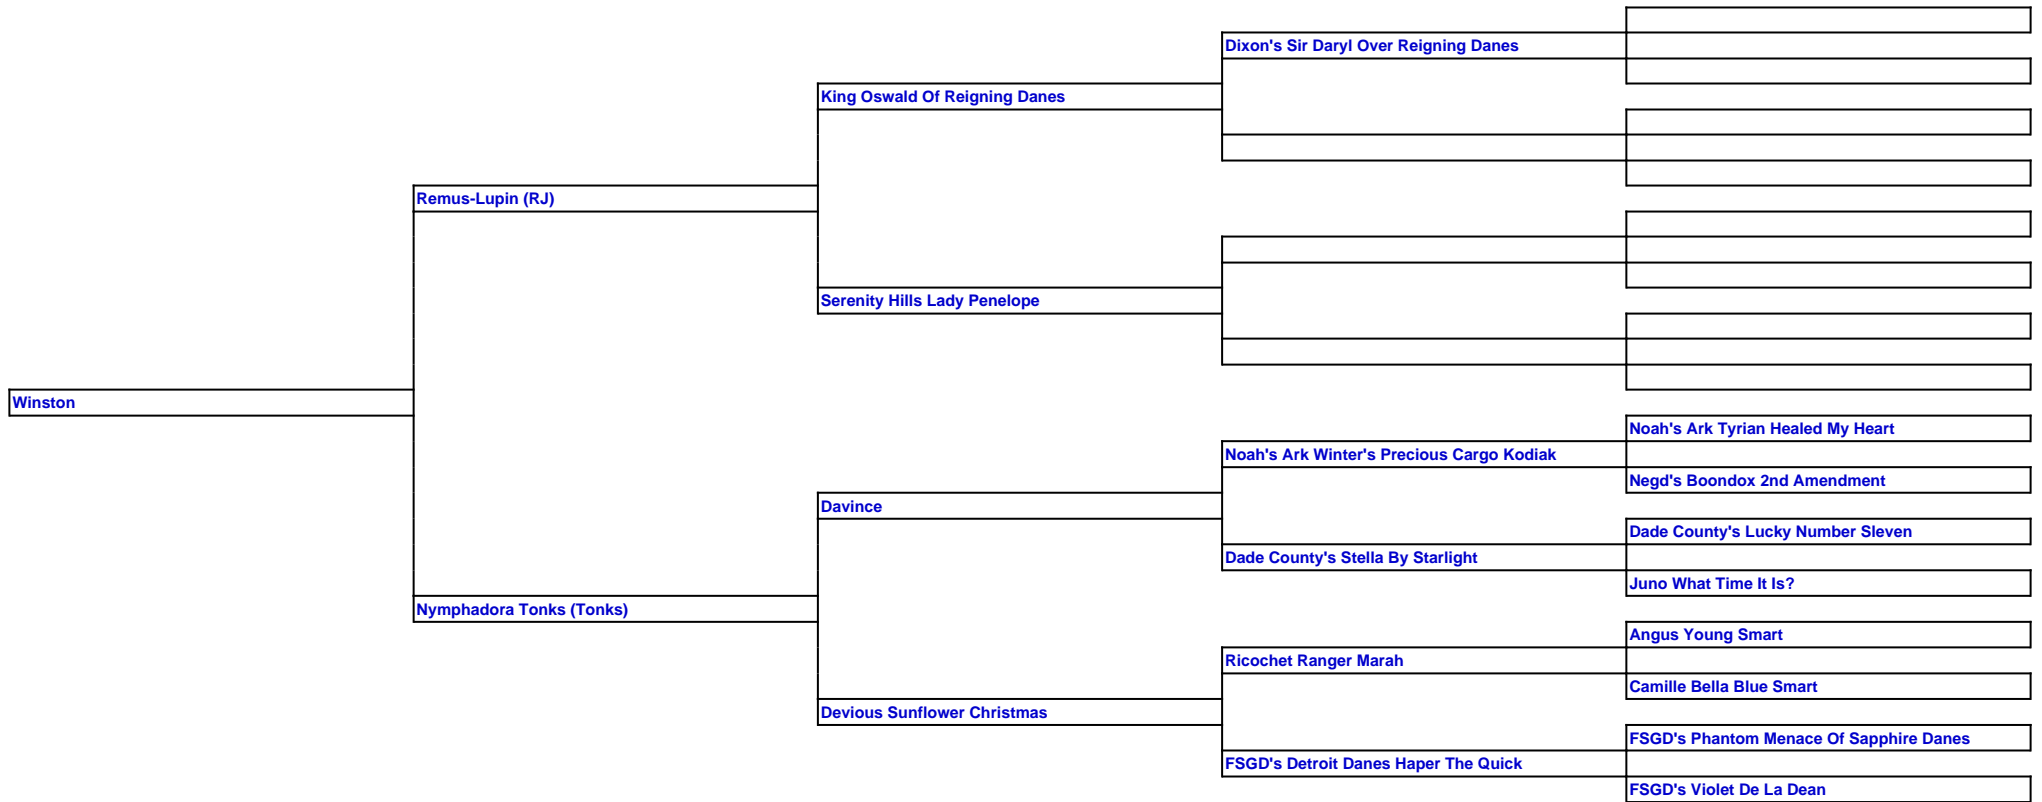 Dixon's Sir Daryl Over Reigning Danes
King Oswald Of Reigning Danes
Remus-Lupin (RJ)
Serenity Hills Lady Penelope
Winston
Noah's Ark Tyrian Healed My Heart
Noah's Ark Winter's Precious Cargo Kodiak
Negd's Boondox 2nd Amendment
Davince
Dade County's Lucky Number Sleven
Dade County's Stella By Starlight
Juno What Time It Is?
Nymphadora Tonks (Tonks)
Angus Young Smart
Ricochet Ranger Marah
Camille Bella Blue Smart
Devious Sunflower Christmas
FSGD's Phantom Menace Of Sapphire Danes
FSGD's Detroit Danes Haper The Quick
FSGD's Violet De La Dean